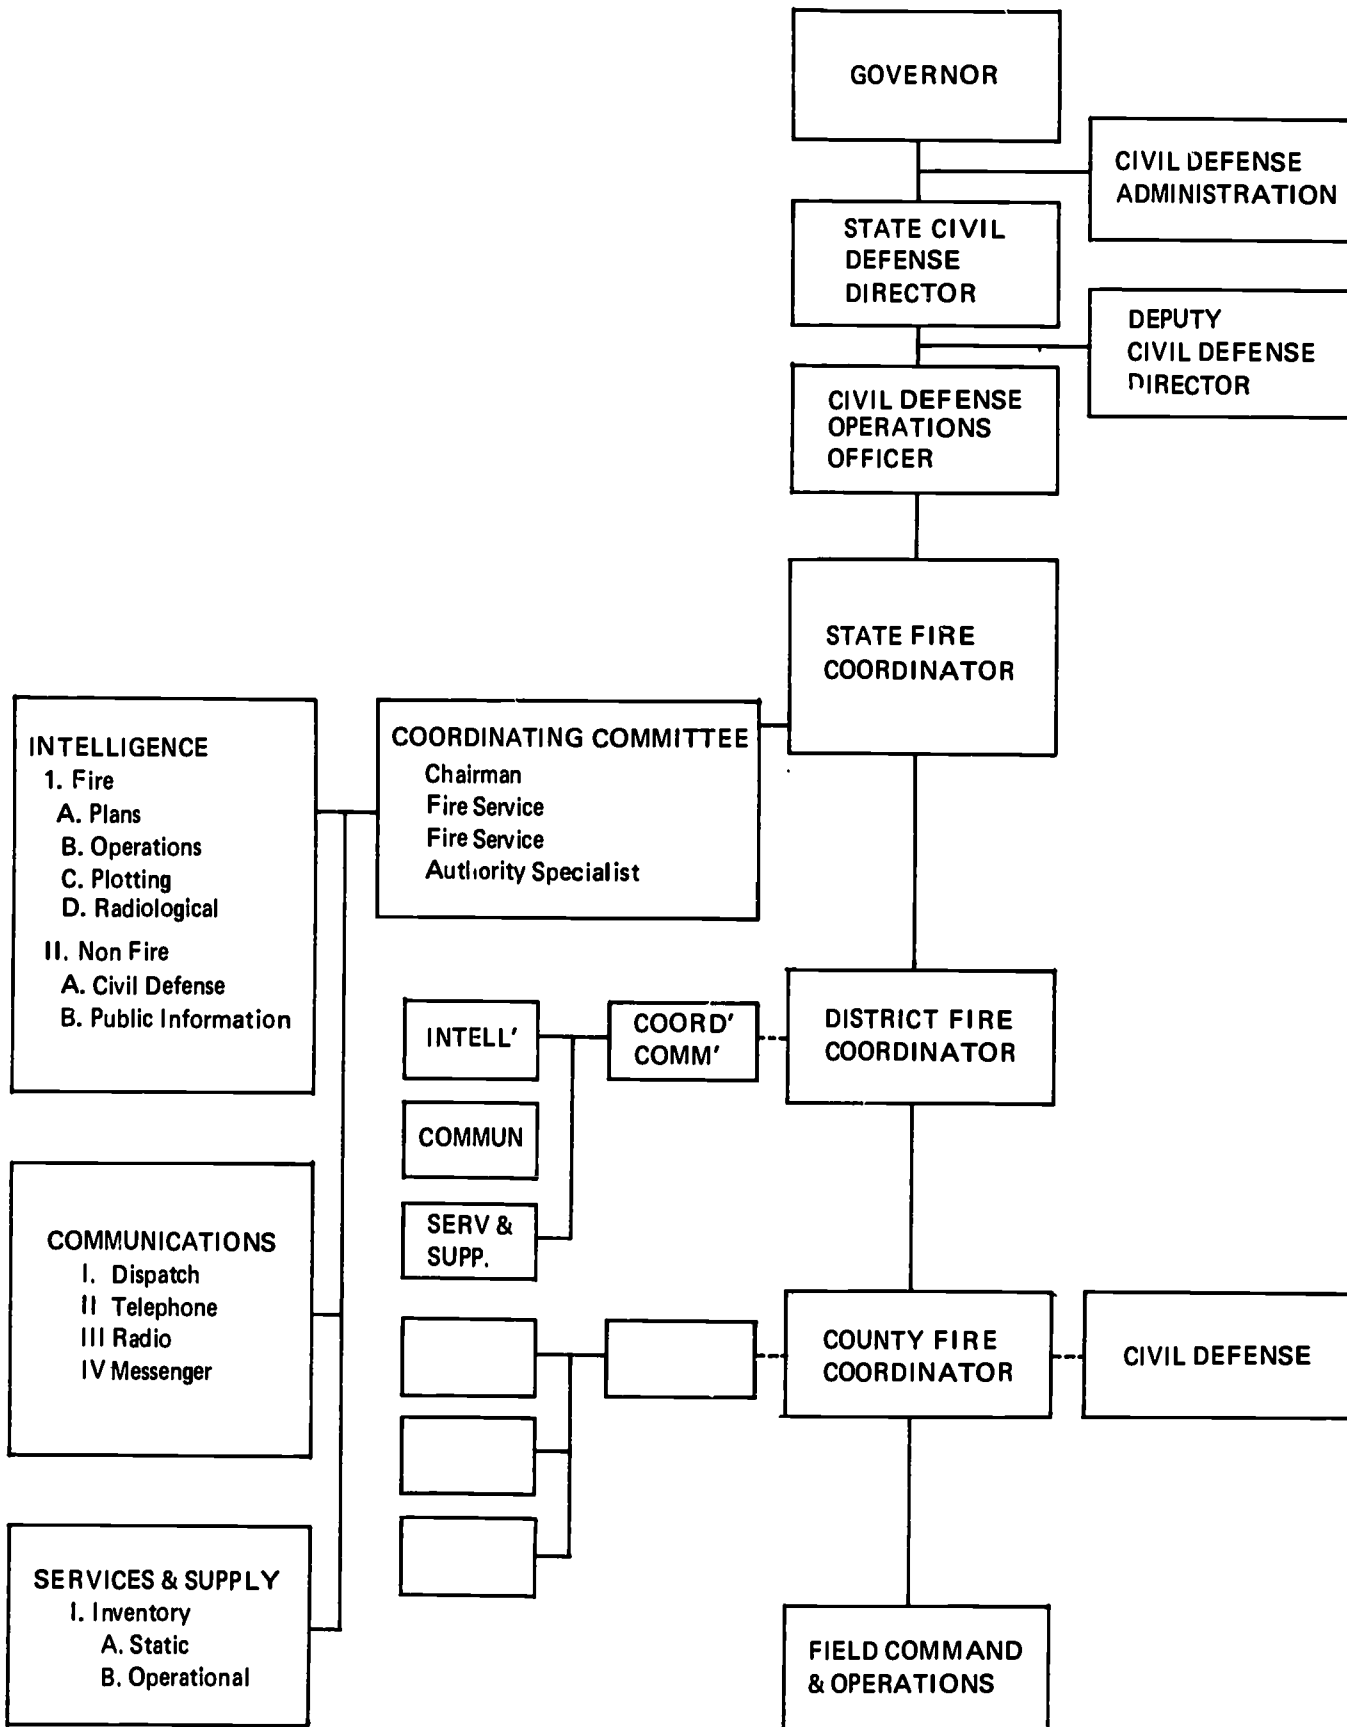 GOVERNOR
CIVIL DEFENSE
ADMINISTRATION
STATE CIVIL
DEFENSE
DIRECTOR
DEPUTY
CIVIL DEFENSE
DIRECTOR
CIVIL DEFENSE
OPERATIONS
OFFICER
STATE FIRE
COORDINATOR
COORDINATING COMMITTEE
Chairman
Fire Service
Fire Service
Authority Specialist
INTELLIGENCE
1. Fire
A. Plans
B. Operations
C. Plotting
D. Radiological
II. Non Fire
A. Civil Defense
B. Public Information
COMMUNICATIONS
I. Dispatch
II Telephone
III Radio
IV Messenger
SERVICES & SUPPLY
I. Inventory
A. Static
B. Operational
DISTRICT FIRE
COORDINATOR
COORD'
COMM'
INTELL'
COMMUN
SERV &
SUPP.
COUNTY FIRE
COORDINATOR
CIVIL DEFENSE
FIELD COMMAND
& OPERATIONS